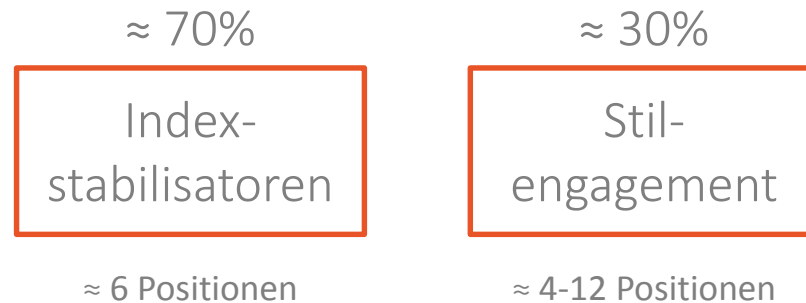 ≈ 70%
Index-
stabilisatoren
≈ 6 Positionen
≈ 30%
Stil-
engagement
≈ 4-12 Positionen